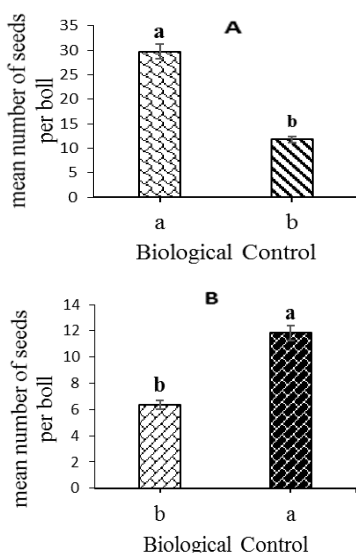 A
mean number of seeds
per boll
35
30
25
20
15
10
5
0
a
b
a
b
Biological Control
B
mean number of seeds
per boll
14
12
10
8
6
4
2
0
b
a
b
a
Biological Control